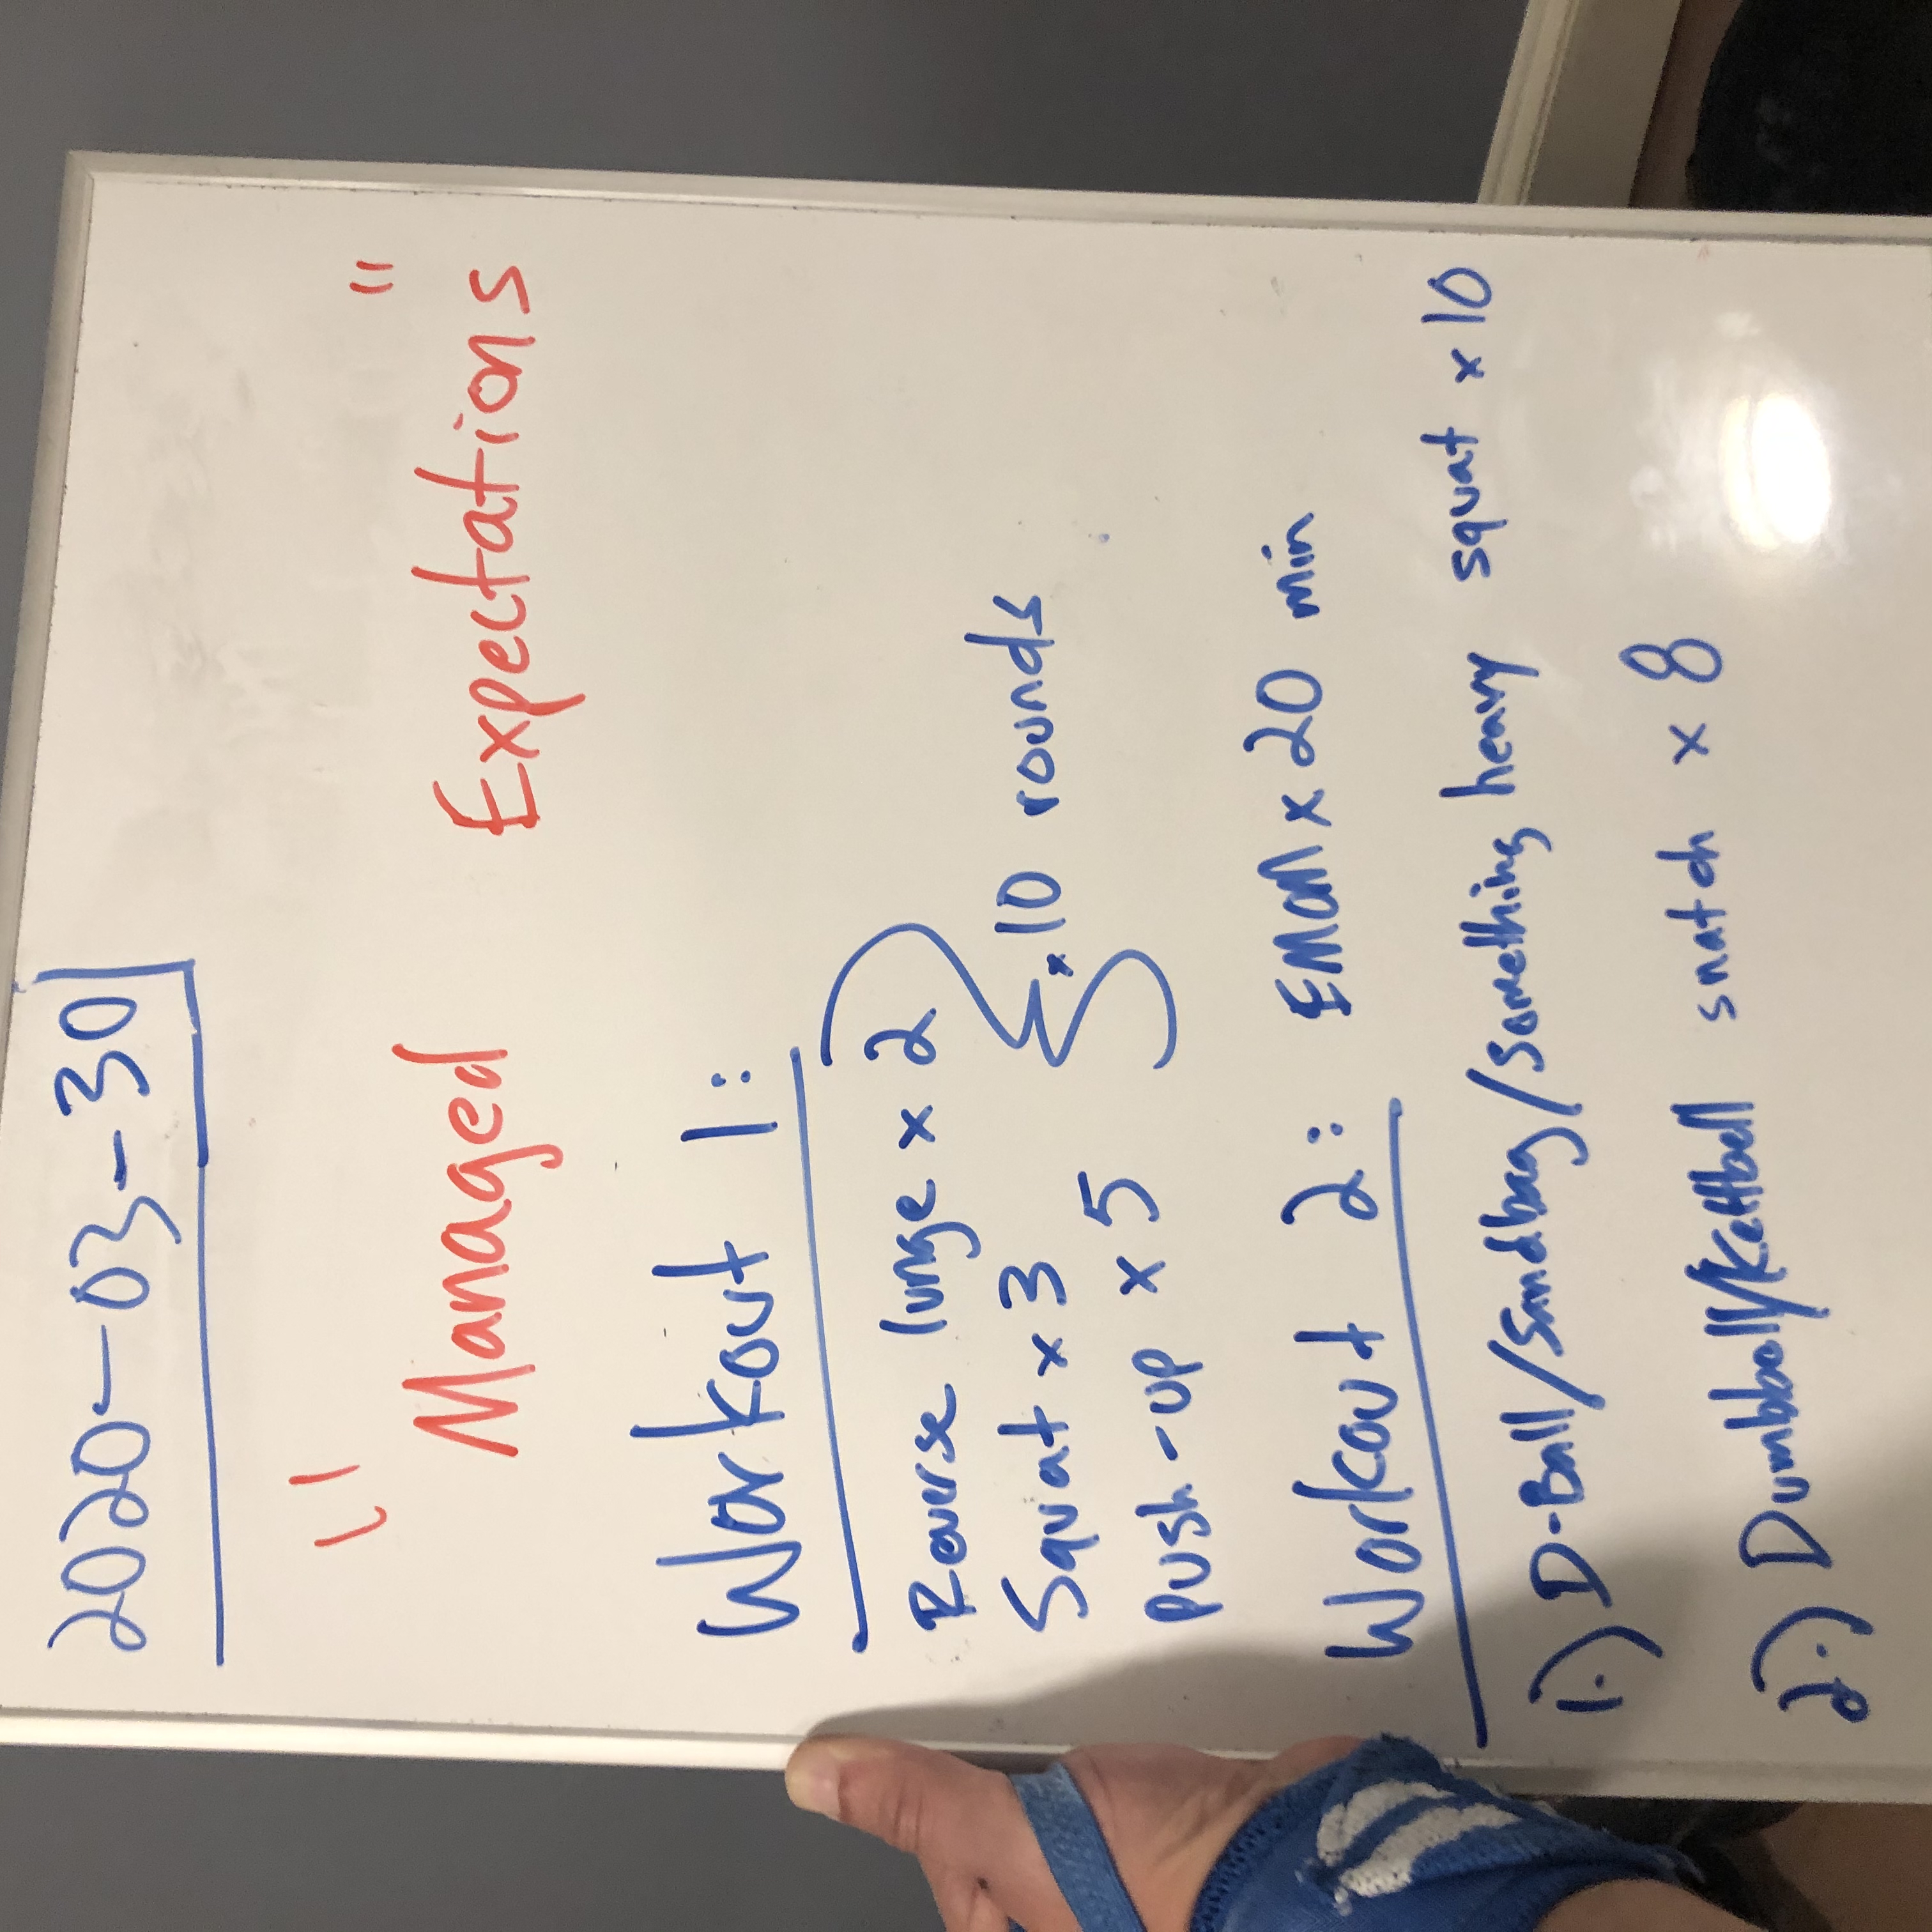 2020-03-30
"Managed Expectations"
Workout 1:
Reverse lunge x 2
Squat x 3
Push-up x 5
x 10 rounds
Workout 2: EMOM x 20 min
1.) D-Ball/Sandbag/Something heavy squat x 10
2.) Dumbbell/Kettbell snatch x 8